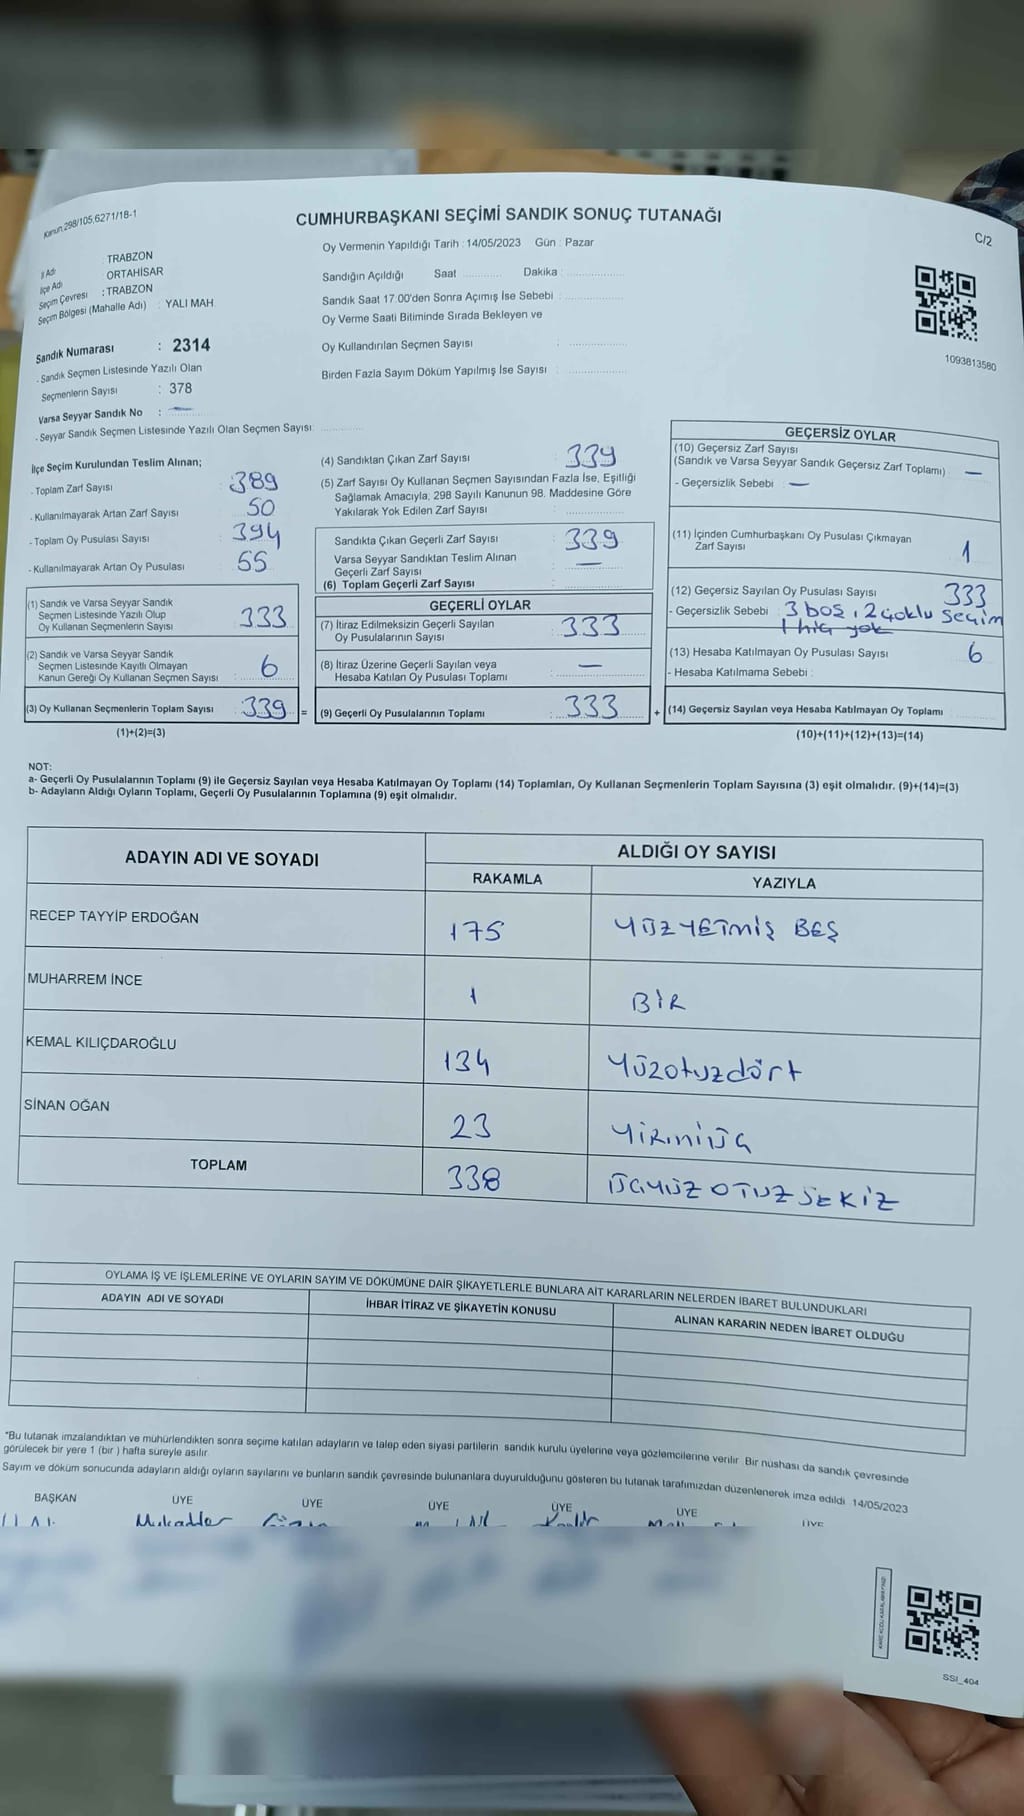 Kanun 298/105,6271/18-1
CUMHURBAŞKANI SEÇİMİ SANDIK SONUÇ TUTANAĞI
C/2
İl Adı : TRABZON
İlçe Adı : ORTAHİSAR
Seçim Çevresi : TRABZON
Seçim Bölgesi (Mahalle Adı) : YALI MAH.
Sandık Numarası : 2314
- Sandık Seçmen Listesinde Yazılı Olan
Seçmenlerin Sayısı : 378
Varsa Seyyar Sandık No : —
- Seyyar Sandık Seçmen Listesinde Yazılı Olan Seçmen Sayısı:
Oy Vermenin Yapıldığı Tarih : 14/05/2023 Gün : Pazar
Sandığın Açıldığı Saat Dakika :
Sandık Saat 17.00'den Sonra Açımış İse Sebebi :
Oy Verme Saati Bitiminde Sırada Bekleyen ve
Oy Kullandırılan Seçmen Sayısı :
Birden Fazla Sayım Döküm Yapılmış İse Sayısı :
1093813580
İlçe Seçim Kurulundan Teslim Alınan;
- Toplam Zarf Sayısı : 389
- Kullanılmayarak Artan Zarf Sayısı : 50
- Toplam Oy Pusulası Sayısı : 394
- Kullanılmayarak Artan Oy Pusulası : 55
(1) Sandık ve Varsa Seyyar Sandık
Seçmen Listesinde Yazılı Olup
Oy Kullanan Seçmenlerin Sayısı : 333
(2) Sandık ve Varsa Seyyar Sandık
Seçmen Listesinde Kayıtlı Olmayan
Kanun Gereği Oy Kullanan Seçmen Sayısı : 6
(3) Oy Kullanan Seçmenlerin Toplam Sayısı : 339 =
(1)+(2)=(3)
(4) Sandıktan Çıkan Zarf Sayısı : 339
(5) Zarf Sayısı Oy Kullanan Seçmen Sayısından Fazla İse, Eşitliği
Sağlamak Amacıyla, 298 Sayılı Kanunun 98. Maddesine Göre
Yakılarak Yok Edilen Zarf Sayısı :
Sandıkta Çıkan Geçerli Zarf Sayısı : 339
Varsa Seyyar Sandıktan Teslim Alınan
Geçerli Zarf Sayısı : —
(6) Toplam Geçerli Zarf Sayısı :
GEÇERLİ OYLAR
(7) İtiraz Edilmeksizin Geçerli Sayılan
Oy Pusulalarının Sayısı : 333
(8) İtiraz Üzerine Geçerli Sayılan veya
Hesaba Katılan Oy Pusulası Toplamı : —
(9) Geçerli Oy Pusulalarının Toplamı : 333 +
GEÇERSİZ OYLAR
(10) Geçersiz Zarf Sayısı
(Sandık ve Varsa Seyyar Sandık Geçersiz Zarf Toplamı) : —
- Geçersizlik Sebebi : —
(11) İçinden Cumhurbaşkanı Oy Pusulası Çıkmayan
Zarf Sayısı : 1
(12) Geçersiz Sayılan Oy Pusulası Sayısı : 333
- Geçersizlik Sebebi : 3 boş, 2 çoklu seçim
1 hiç yok
(13) Hesaba Katılmayan Oy Pusulası Sayısı : 6
- Hesaba Katılmama Sebebi :
(14) Geçersiz Sayılan veya Hesaba Katılmayan Oy Toplamı
(10)+(11)+(12)+(13)=(14)
NOT:
a- Geçerli Oy Pusulalarının Toplamı (9) ile Geçersiz Sayılan veya Hesaba Katılmayan Oy Toplamı (14) Toplamları, Oy Kullanan Seçmenlerin Toplam Sayısına (3) eşit olmalıdır. (9)+(14)=(3)
b- Adayların Aldığı Oyların Toplamı, Geçerli Oy Pusulalarının Toplamına (9) eşit olmalıdır.
ADAYIN ADI VE SOYADI ALDIĞI OY SAYISI
RAKAMLA YAZIYLA
RECEP TAYYİP ERDOĞAN 175 YÜZYETMİŞ BEŞ
MUHARREM İNCE 1 BİR
KEMAL KILIÇDAROĞLU 134 Yüzotuzdört
SİNAN OĞAN 23 YİRMİÜÇ
TOPLAM 338 ÜÇYÜZ OTUZ SEKİZ
OYLAMA İŞ VE İŞLEMLERİNE VE OYLARIN SAYIM VE DÖKÜMÜNE DAİR ŞİKAYETLERLE BUNLARA AİT KARARLARIN NELERDEN İBARET BULUNDUKLARI
ADAYIN ADI VE SOYADI İHBAR İTİRAZ VE ŞİKAYETİN KONUSU ALINAN KARARIN NEDEN İBARET OLDUĞU
*Bu tutanak imzalandıktan ve mühürlendikten sonra seçime katılan adayların ve talep eden siyasi partilerin sandık kurulu üyelerine veya gözlemcilerine verilir. Bir nüshası da sandık çevresinde
görülecek bir yere 1 (bir ) hafta süreyle asılır.
Sayım ve döküm sonucunda adayların aldığı oyların sayılarını ve bunların sandık çevresinde bulunanlara duyurulduğunu gösteren bu tutanak tarafımızdan düzenlenerek imza edildi. 14/05/2023
BAŞKAN ÜYE ÜYE ÜYE ÜYE ÜYE ÜYE
Mukadder
SSI_404